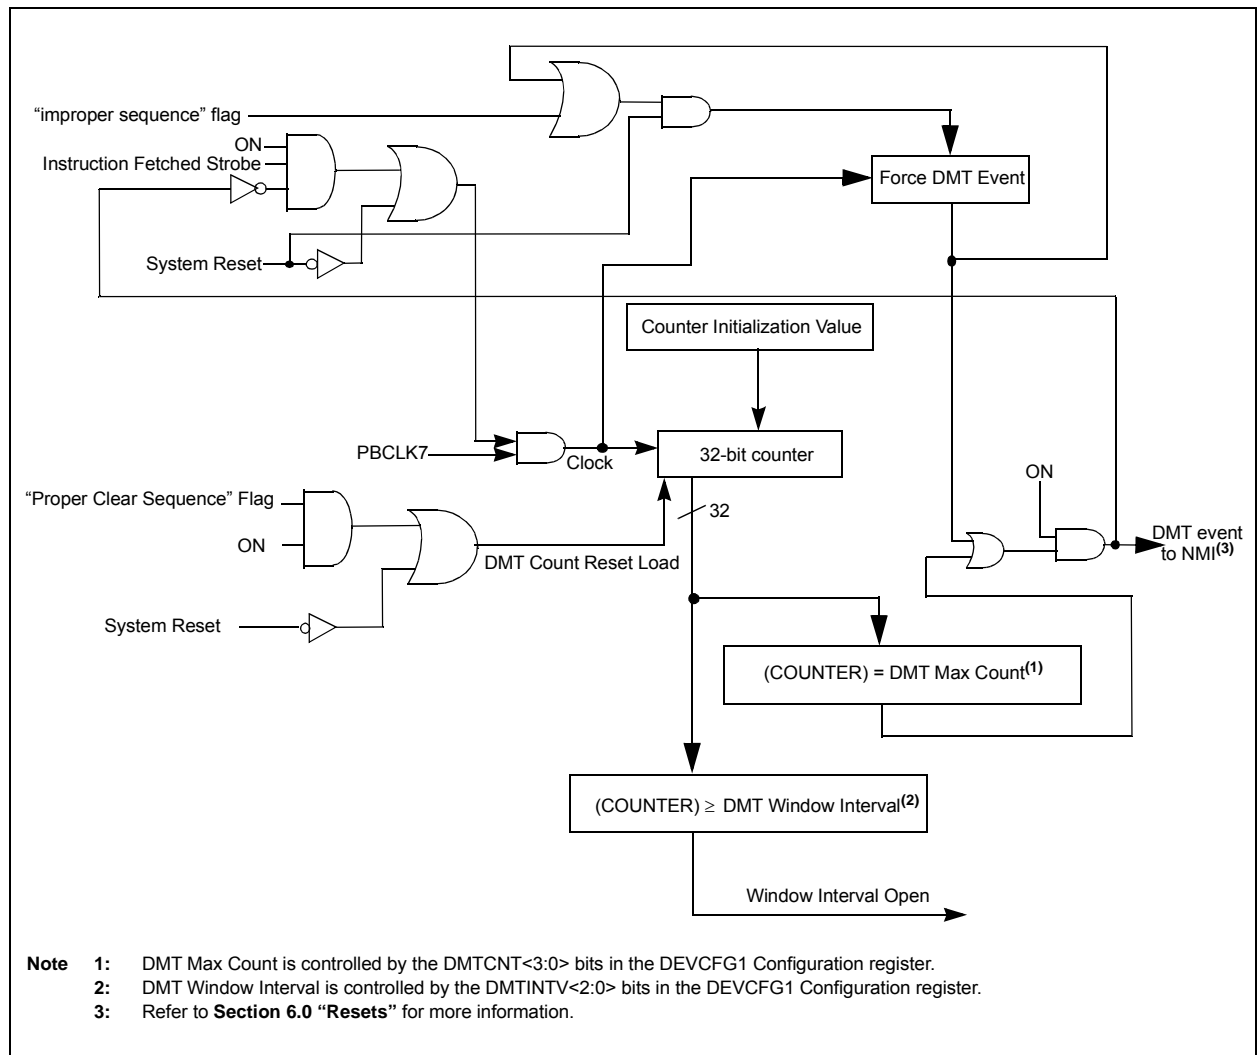 “improper sequence” flag
ON
Instruction Fetched Strobe
Force DMT Event
System Reset
Counter Initialization Value
PBCLK7
Clock
32-bit counter
“Proper Clear Sequence” Flag
32
ON
ON
DMT Count Reset Load
DMT event
to NMI(3)
System Reset
(COUNTER) = DMT Max Count(1)
(COUNTER) ≥ DMT Window Interval(2)
Window Interval Open
Note 1: DMT Max Count is controlled by the DMTCNT<3:0> bits in the DEVCFG1 Configuration register.
2: DMT Window Interval is controlled by the DMTINTV<2:0> bits in the DEVCFG1 Configuration register.
3: Refer to Section 6.0 “Resets” for more information.